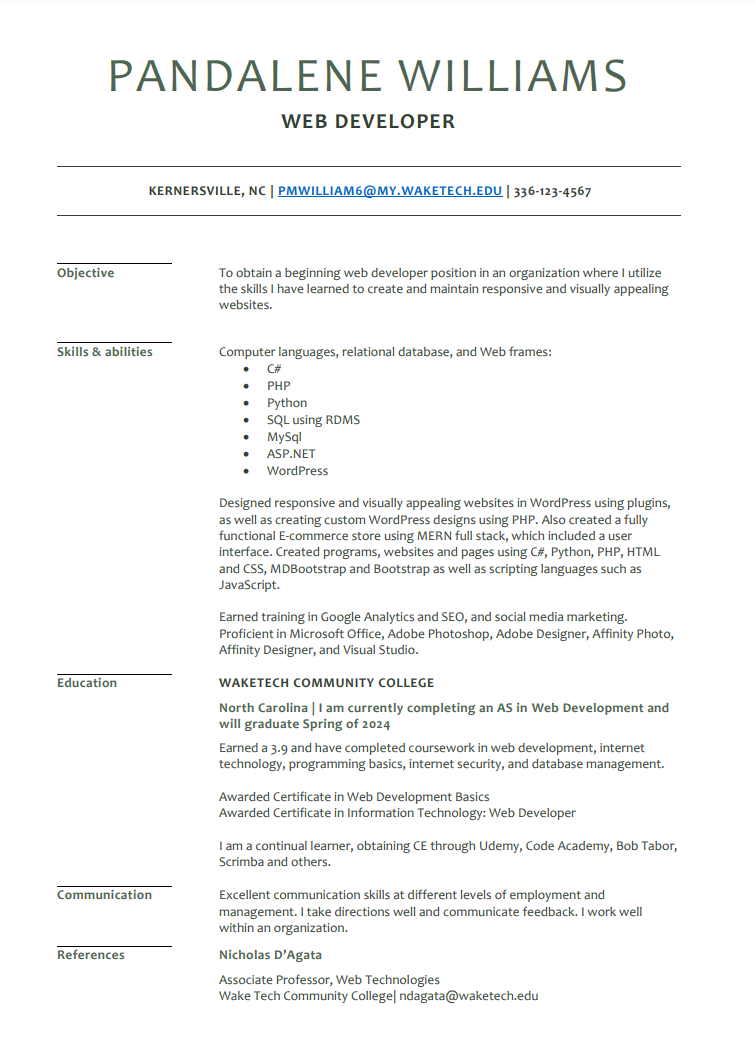 PANDALENE WILLIAMS
WEB DEVELOPER
KERNERSVILLE, NC | PMWILLIAM6@MY.WAKETECH.EDU | 336-123-4567
Objective
To obtain a beginning web developer position in an organization where I utilize
the skills I have learned to create and maintain responsive and visually appealing
websites.
Skills & abilities
Computer languages, relational database, and Web frames:
• C#
• PHP
• Python
• SQL using RDMS
• MySql
• ASP.NET
• WordPress
Designed responsive and visually appealing websites in WordPress using plugins,
as well as creating custom WordPress designs using PHP. Also created a fully
functional E-commerce store using MERN full stack, which included a user
interface. Created programs, websites and pages using C#, Python, PHP, HTML
and CSS, MDBootstrap and Bootstrap as well as scripting languages such as
JavaScript.
Earned training in Google Analytics and SEO, and social media marketing.
Proficient in Microsoft Office, Adobe Photoshop, Adobe Designer, Affinity Photo,
Affinity Designer, and Visual Studio.
Education
WAKETECH COMMUNITY COLLEGE
North Carolina | I am currently completing an AS in Web Development and
will graduate Spring of 2024
Earned a 3.9 and have completed coursework in web development, internet
technology, programming basics, internet security, and database management.
Awarded Certificate in Web Development Basics
Awarded Certificate in Information Technology: Web Developer
I am a continual learner, obtaining CE through Udemy, Code Academy, Bob Tabor,
Scrimba and others.
Communication
Excellent communication skills at different levels of employment and
management. I take directions well and communicate feedback. I work well
within an organization.
References
Nicholas D’Agata
Associate Professor, Web Technologies
Wake Tech Community College| ndagata@waketech.edu